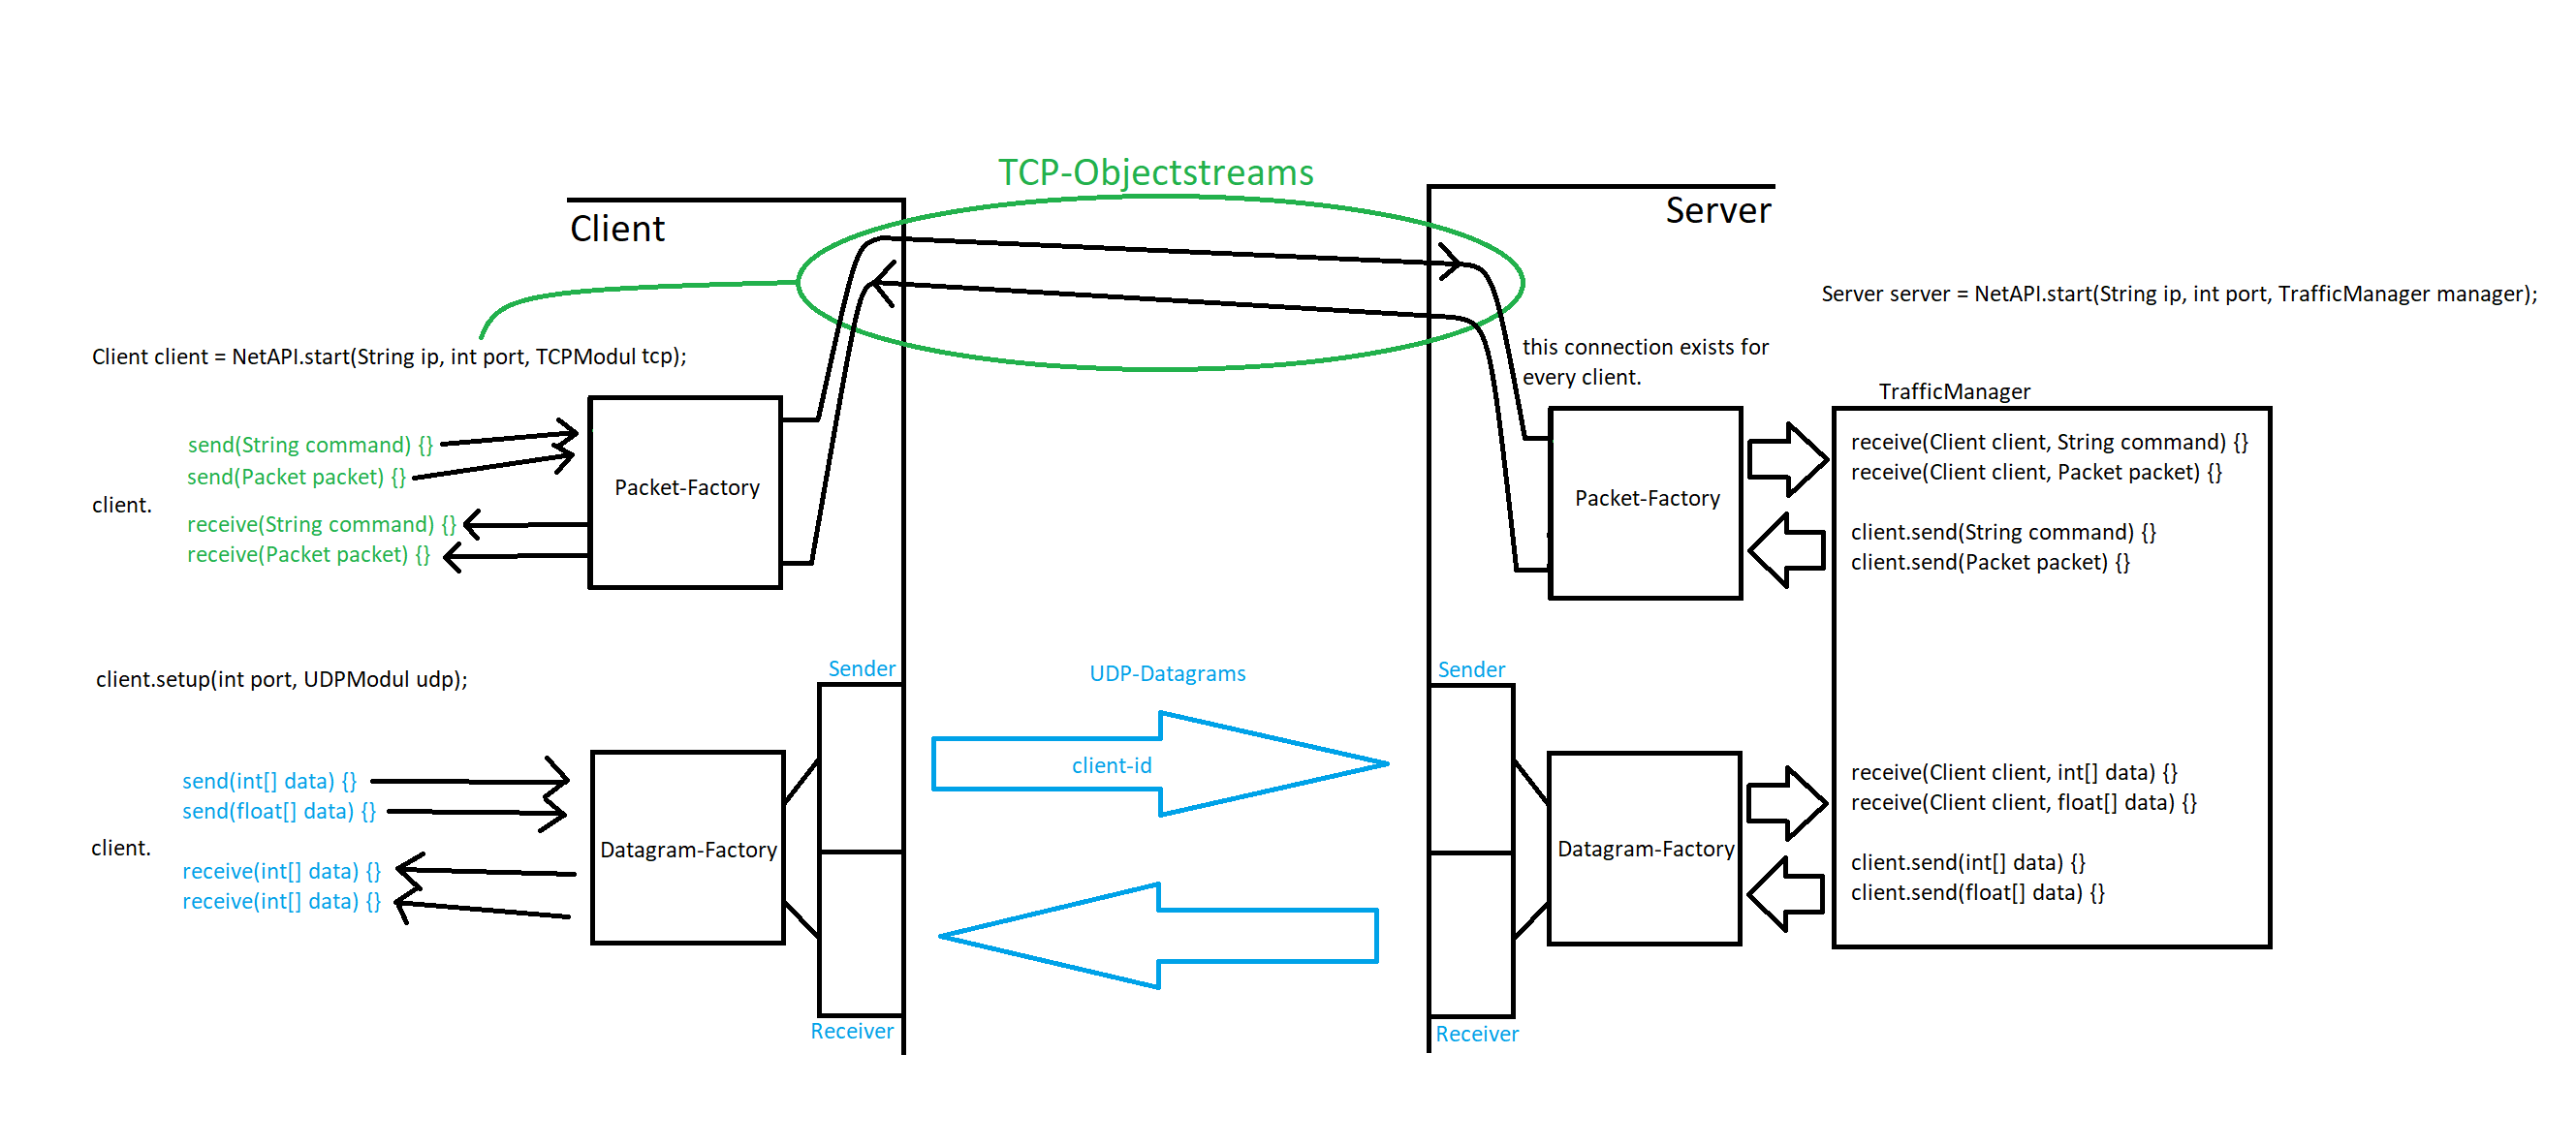 TCP-Objectstreams
Client
Server
Server server = NetAPI.start(String ip, int port, TrafficManager manager);
Client client = NetAPI.start(String ip, int port, TCPModul tcp);
this connection exists for
every client.
TrafficManager
send(String command) {}
send(Packet packet) {}
client.
receive(String command) {}
receive(Packet packet) {}
Packet-Factory
Packet-Factory
receive(Client client, String command) {}
receive(Client client, Packet packet) {}
client.send(String command) {}
client.send(Packet packet) {}
client.setup(int port, UDPModul udp);
Sender
UDP-Datagrams
Sender
client-id
send(int[] data) {}
send(float[] data) {}
client.
receive(int[] data) {}
receive(int[] data) {}
Datagram-Factory
Datagram-Factory
receive(Client client, int[] data) {}
receive(Client client, float[] data) {}
client.send(int[] data) {}
client.send(float[] data) {}
Receiver
Receiver